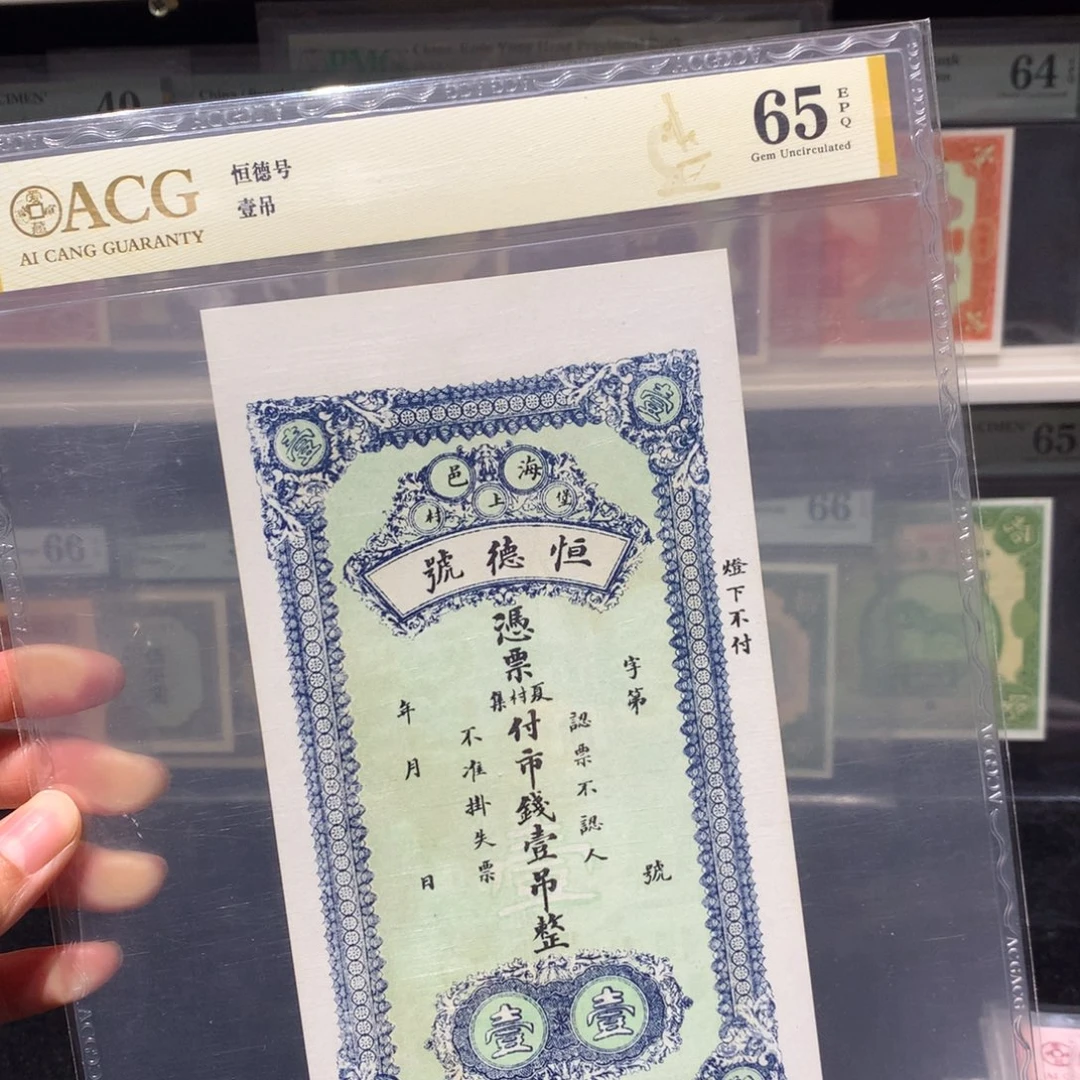 ACG
AI CANG GUARANTY
恒德号
壹吊
65
EPQ
Gem Uncirculated
PMG
64
40
65
66
66
壹
壹
海邑
堡上村
恒德號
燈下不付
字第
號
認票不認人
憑票
夏村集
付市錢壹吊整
不准掛失票
年
月
日
壹
壹